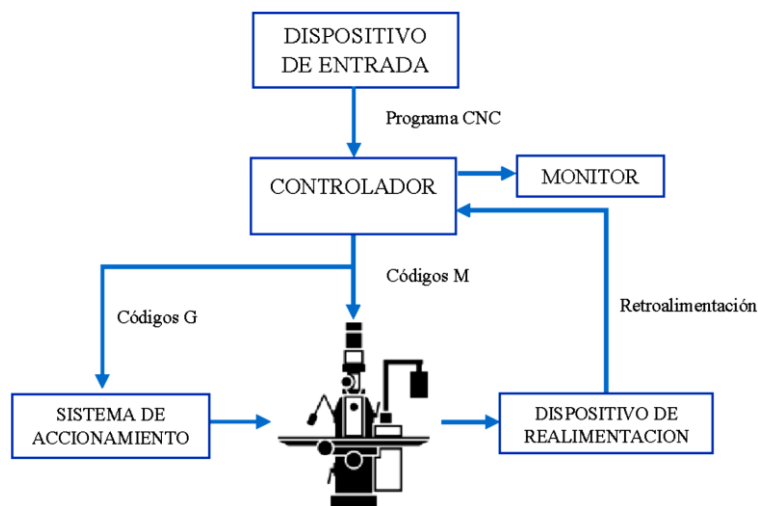 DISPOSITIVO
DE ENTRADA
Programa CNC
CONTROLADOR
MONITOR
Códigos M
Códigos G
Retroalimentación
SISTEMA DE
ACCIONAMIENTO
DISPOSITIVO DE
REALIMENTACION